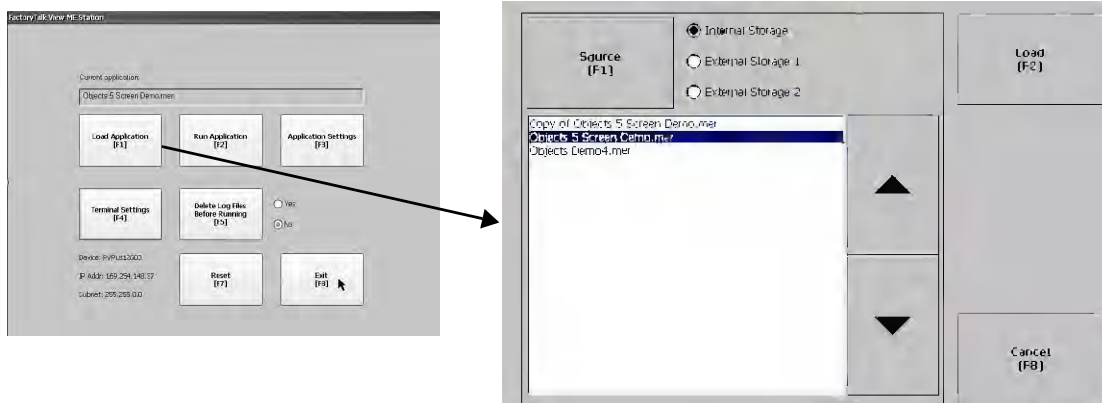 FactoryTalk View ME Station
Current application:
Objects 5 Screen Demo.mer
Load Application
[F1]
Run Application
[F2]
Application Settings
[F3]
Terminal Settings
[F4]
Delete Log Files
Before Running
[F5]
Yes
No
Device: PVPlus1250
IP Addr: 169.254.148.57
Subnet: 255.255.0.0
Reset
[F7]
Exit
[F8]
Source
[F1]
Internal Storage
External Storage 1
External Storage 2
Load
[F2]
Copy of Objects 5 Screen Demo.mer
Objects 5 Screen Demo.mer
Objects Demo4.mer
Cancel
[F8]